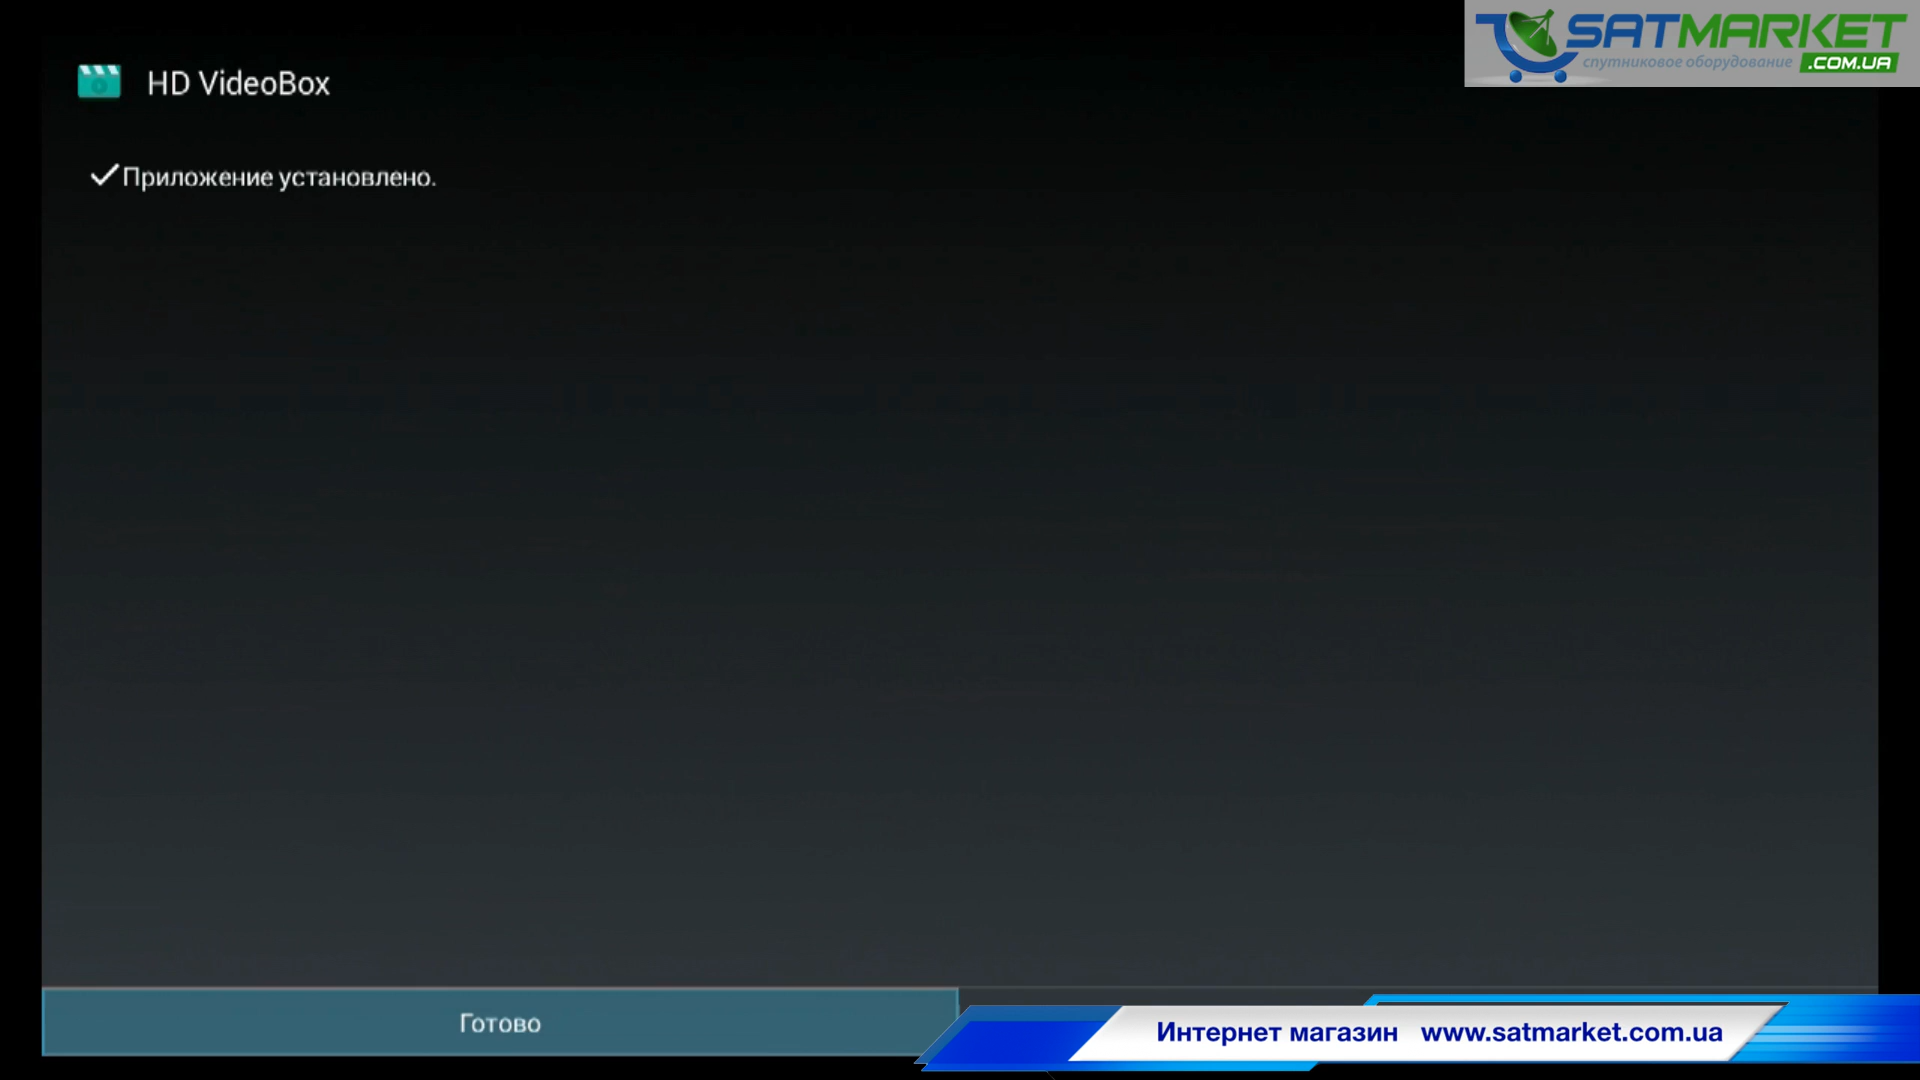 SATMARKET
спутниковое оборудование .COM.UA
HD VideoBox
Приложение установлено.
Готово
Интернет магазин www.satmarket.com.ua